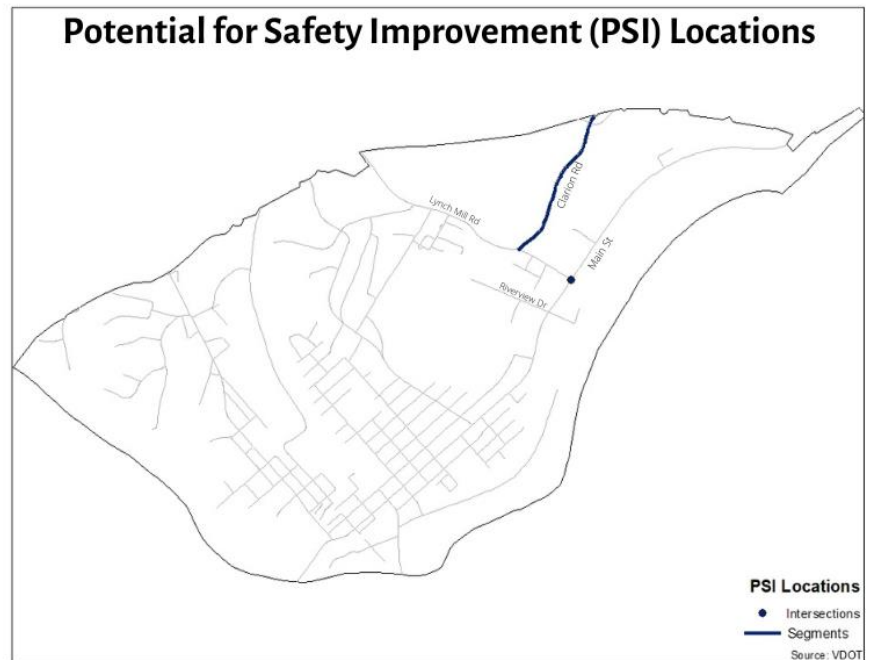 Potential for Safety Improvement (PSI) Locations
Clarion Rd
Lynch Mill Rd
Main St
Riverview Dr
PSI Locations
Intersections
Segments
Source: VDOT